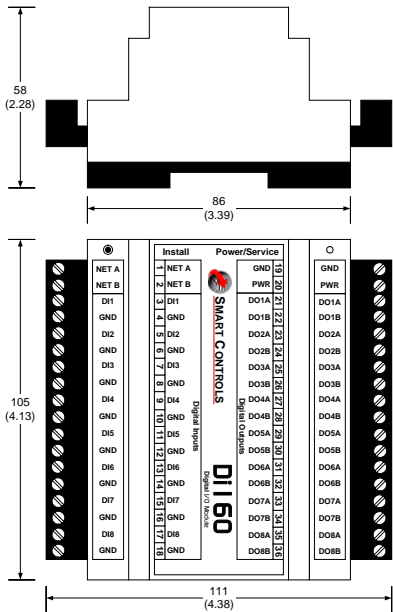 58
(2.28)
86
(3.39)
Install Power/Service
NET A 1 NET A GND 19 GND
NET B 2 NET B PWR 20 PWR
DI1 3 DI1 DO1A 21 DO1A
GND 4 GND DO1B 22 DO1B
DI2 5 DI2 DO2A 23 DO2A
GND 6 GND DO2B 24 DO2B
DI3 7 DI3 DO3A 25 DO3A
GND 8 GND DO3B 26 DO3B
DI4 9 DI4 DO4A 27 DO4A
GND 10 GND DO4B 28 DO4B
DI5 11 DI5 DO5A 29 DO5A
GND 12 GND DO5B 30 DO5B
DI6 13 DI6 DO6A 31 DO6A
GND 14 GND DO6B 32 DO6B
DI7 15 DI7 DO7A 33 DO7A
GND 16 GND DO7B 34 DO7B
DI8 17 DI8 DO8A 35 DO8A
GND 18 GND DO8B 36 DO8B
SMART CONTROLS
Digital Inputs
Digital Outputs
Di160
Digital I/O Module
105
(4.13)
111
(4.38)